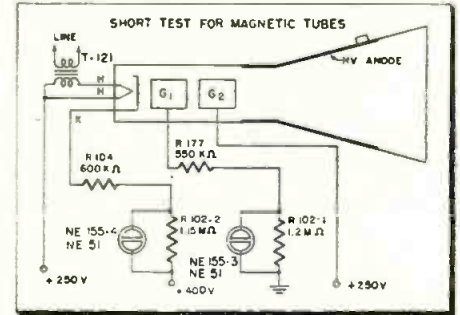 SHORT TEST FOR MAGNETIC TUBES
LINE
T-121
H
H
K
G1
G2
HV ANODE
R 177
550 KΩ
R 104
600 KΩ
R 102-2
1.15 MΩ
R 102-1
1.2 MΩ
NE 155-4
NE 51
NE 155-3
NE 51
+ 250 V
+ 400 V
+ 250 V